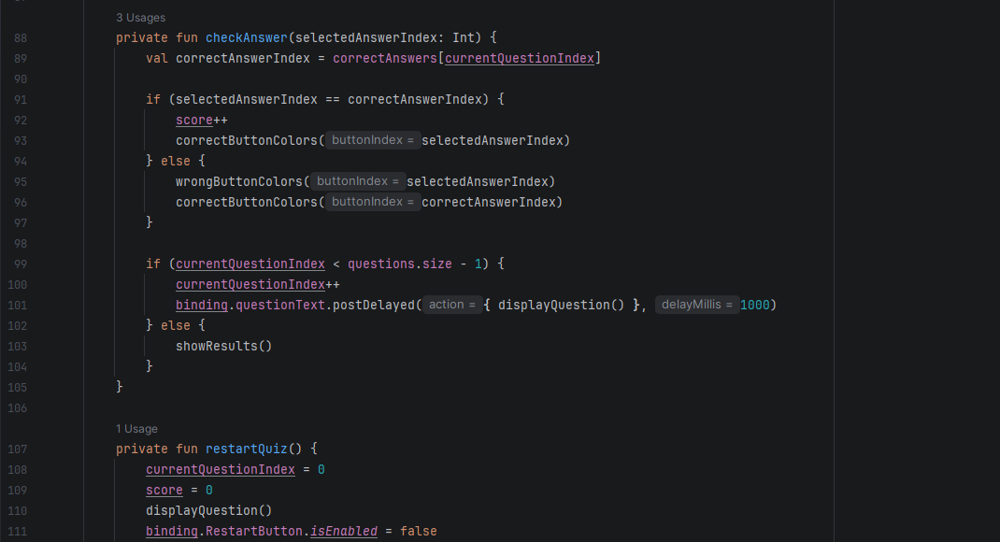 3 Usages
88 private fun checkAnswer(selectedAnswerIndex: Int) {
89 val correctAnswerIndex = correctAnswers[currentQuestionIndex]
90
91 if (selectedAnswerIndex == correctAnswerIndex) {
92 score++
93 correctButtonColors( buttonIndex = selectedAnswerIndex)
94 } else {
95 wrongButtonColors( buttonIndex = selectedAnswerIndex)
96 correctButtonColors( buttonIndex = correctAnswerIndex)
97 }
98
99 if (currentQuestionIndex < questions.size - 1) {
100 currentQuestionIndex++
101 binding.questionText.postDelayed( action = { displayQuestion() }, delayMillis = 1000)
102 } else {
103 showResults()
104 }
105 }
106
1 Usage
107 private fun restartQuiz() {
108 currentQuestionIndex = 0
109 score = 0
110 displayQuestion()
111 binding.RestartButton.isEnabled = false